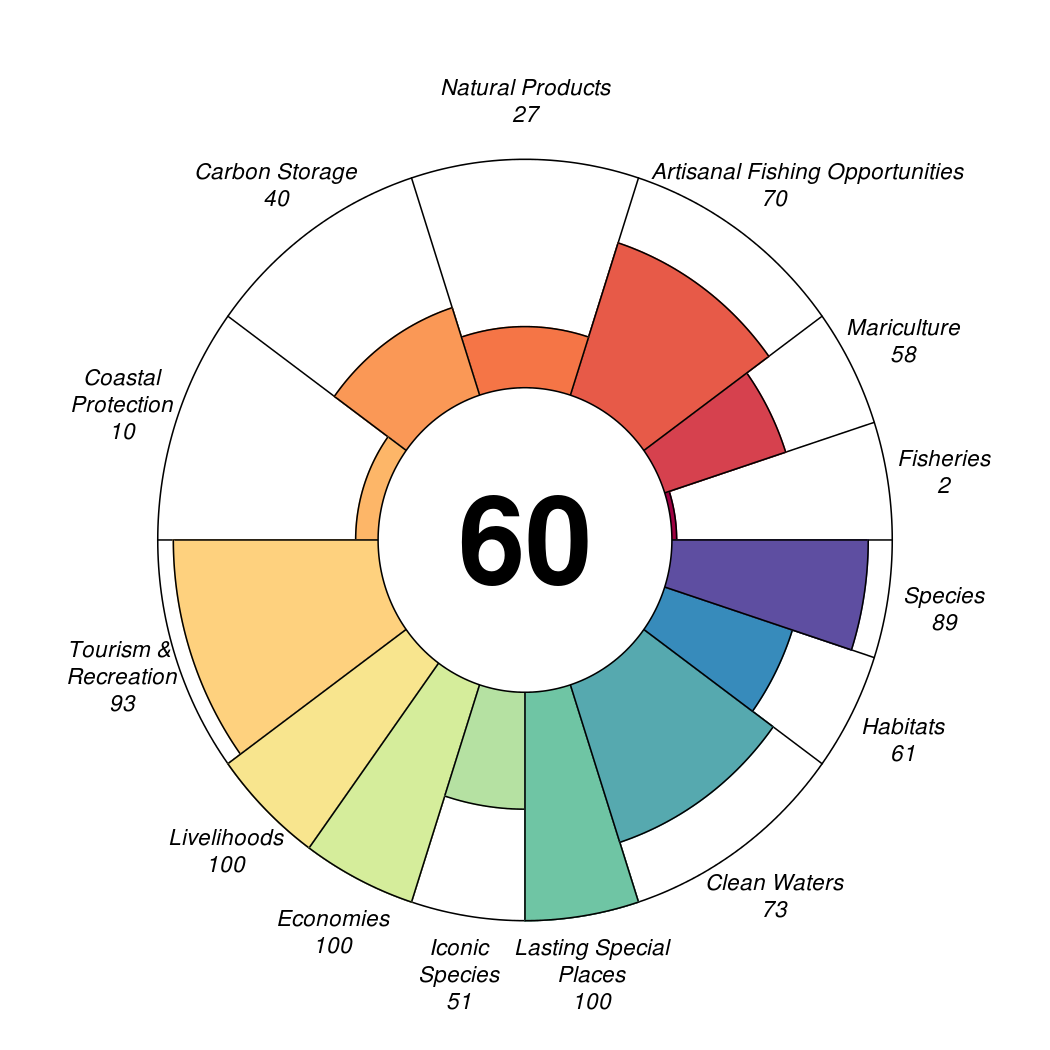 Natural Products
27
Artisanal Fishing Opportunities
70
Carbon Storage
40
Mariculture
58
Coastal
Protection
10
Fisheries
2
60
Species
89
Tourism &
Recreation
93
Habitats
61
Livelihoods
100
Clean Waters
73
Economies
100
Iconic
Species
51
Lasting Special
Places
100